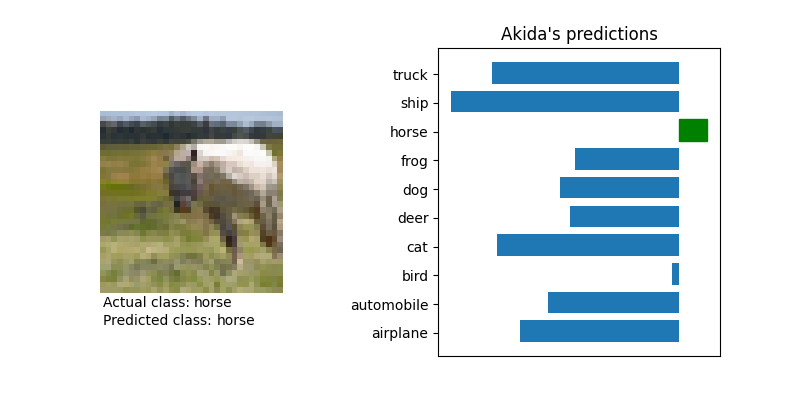 Akida's predictions
truck
ship
horse
frog
dog
deer
cat
bird
automobile
airplane
Actual class: horse
Predicted class: horse